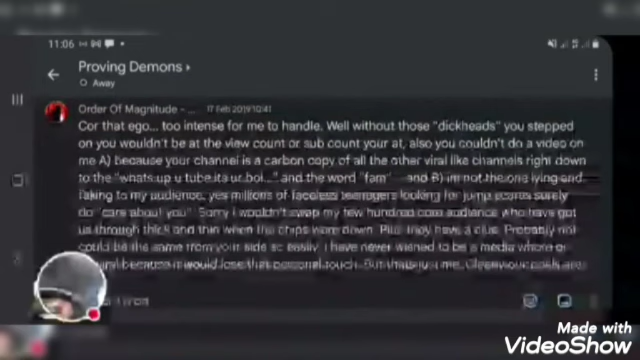 11:06
Proving Demons
Away
Order Of Magnitude - ... 17 Feb 2019 10:41
Cor that ego... too intense for me to handle. Well without those "dickheads" you stepped
on you wouldn't be at the view count or sub count your at, also you couldn't do a video on
me A) because your channel is a carbon copy of all the other viral like channels right down
to the "whats up u tube its ur boi..." and the word "fam" and B) im not the one lying and
faking to my audience, yes millions of faceless teenagers looking for jump scares surely
do "care about you". Sorry i wouldn't swap my few hundred core audience who have got
us through thick and thin when the chips were down. Plus they have a clue. Probably not
could be the same from your side so easily. I have never wished to be a media whore or
because it would lose that personal touch. But thats just me.
Made with
VideoShow